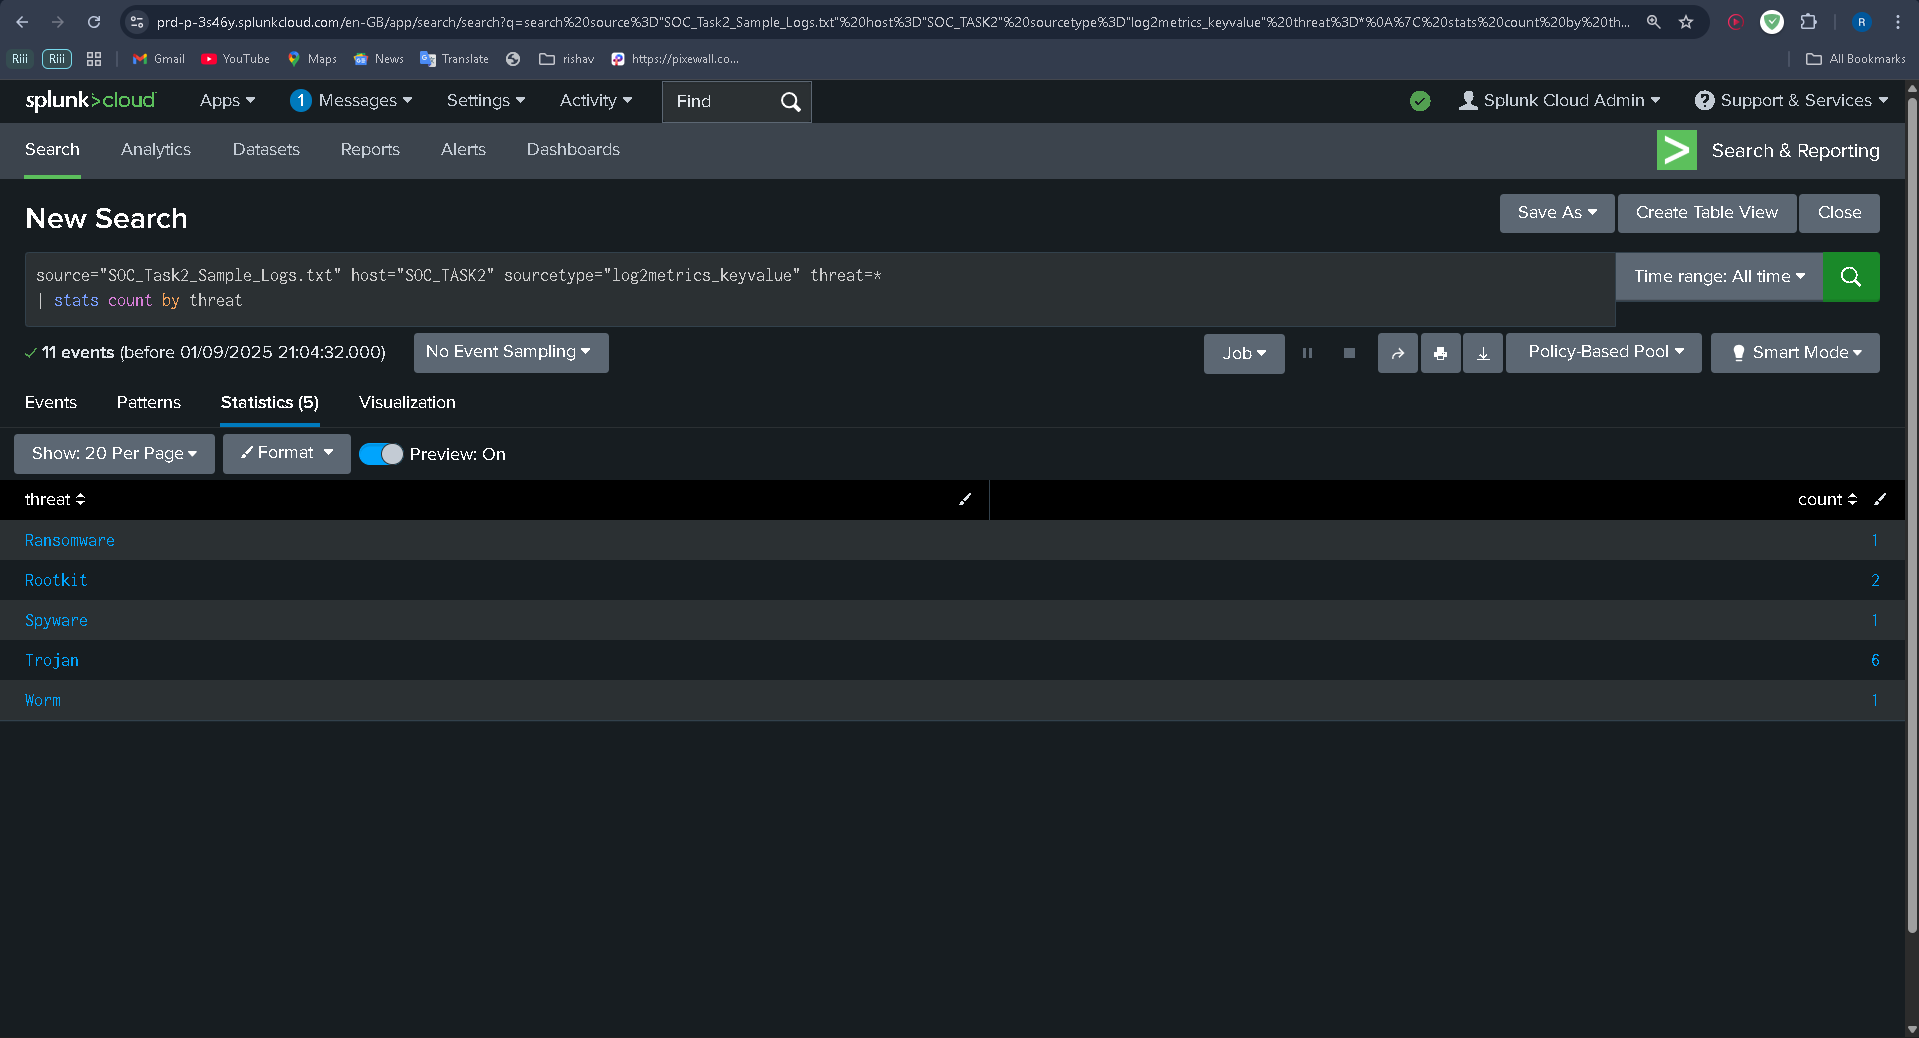 prd-p-3s46y.splunkcloud.com/en-GB/app/search/search?q=search%20source%3D"SOC_Task2_Sample_Logs.txt"%20host%3D"SOC_TASK2"%20sourcetype%3D"log2metrics_keyvalue"%20threat%3D*%0A%7C%20stats%20count%20by%20th...
R
Riii
Riii
Gmail
YouTube
Maps
News
Translate
rishav
https://pixewall.co...
All Bookmarks
splunk>cloud
Apps
1 Messages
Settings
Activity
Find
Splunk Cloud Admin
? Support & Services
Search
Analytics
Datasets
Reports
Alerts
Dashboards
> Search & Reporting
New Search
Save As
Create Table View
Close
source="SOC_Task2_Sample_Logs.txt" host="SOC_TASK2" sourcetype="log2metrics_keyvalue" threat=*
| stats count by threat
Time range: All time
11 events (before 01/09/2025 21:04:32.000)
No Event Sampling
Job
Policy-Based Pool
Smart Mode
Events
Patterns
Statistics (5)
Visualization
Show: 20 Per Page
Format
Preview: On
threat count
Ransomware 1
Rootkit 2
Spyware 1
Trojan 6
Worm 1